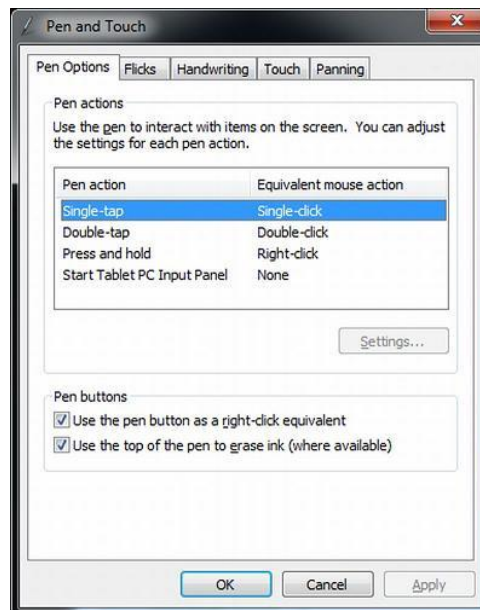 Pen and Touch
Pen Options Flicks Handwriting Touch Panning
Pen actions
Use the pen to interact with items on the screen. You can adjust
the settings for each pen action.
Pen action Equivalent mouse action
Single-tap Single-click
Double-tap Double-click
Press and hold Right-click
Start Tablet PC Input Panel None
Settings...
Pen buttons
Use the pen button as a right-click equivalent
Use the top of the pen to erase ink (where available)
OK Cancel Apply